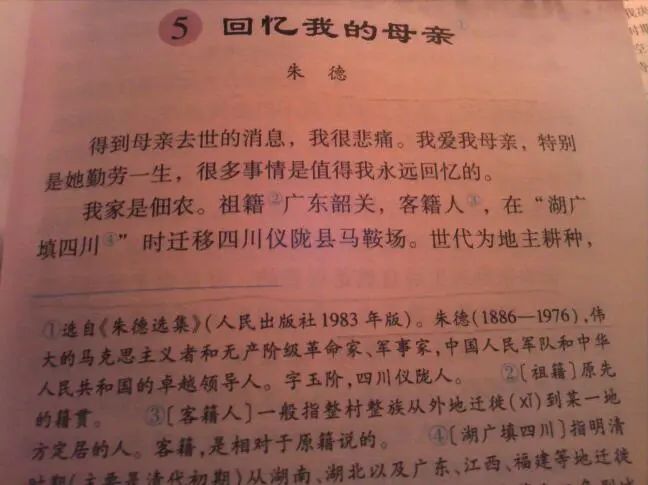 5 回忆我的母亲①
朱 德
得到母亲去世的消息，我很悲痛。我爱我母亲，特别
是她勤劳一生，很多事情是值得我永远回忆的。
我家是佃农。祖籍②广东韶关，客籍人③，在“湖广
填四川④”时迁移四川仪陇县马鞍场。世代为地主耕种，
①选自《朱德选集》(人民出版社1983年版)。朱德(1886—1976)，伟
大的马克思主义者和无产阶级革命家、军事家，中国人民军队和中华
人民共和国的卓越领导人。字玉阶，四川仪陇人。 ②〔祖籍〕原先
的籍贯。 ③〔客籍人〕一般指整村整族从外地迁徙(xǐ)到某一地
方定居的人。客籍，是相对于原籍说的。 ④〔湖广填四川〕指明清
时期(主要是清代初期)从湖南、湖北以及广东、江西、福建等地迁徙